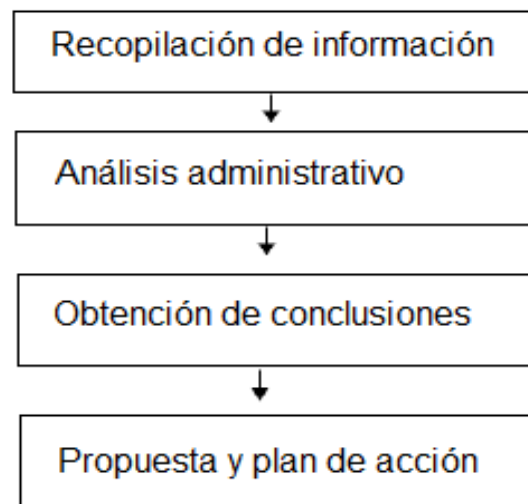 Recopilación de información
Análisis administrativo
Obtención de conclusiones
Propuesta y plan de acción